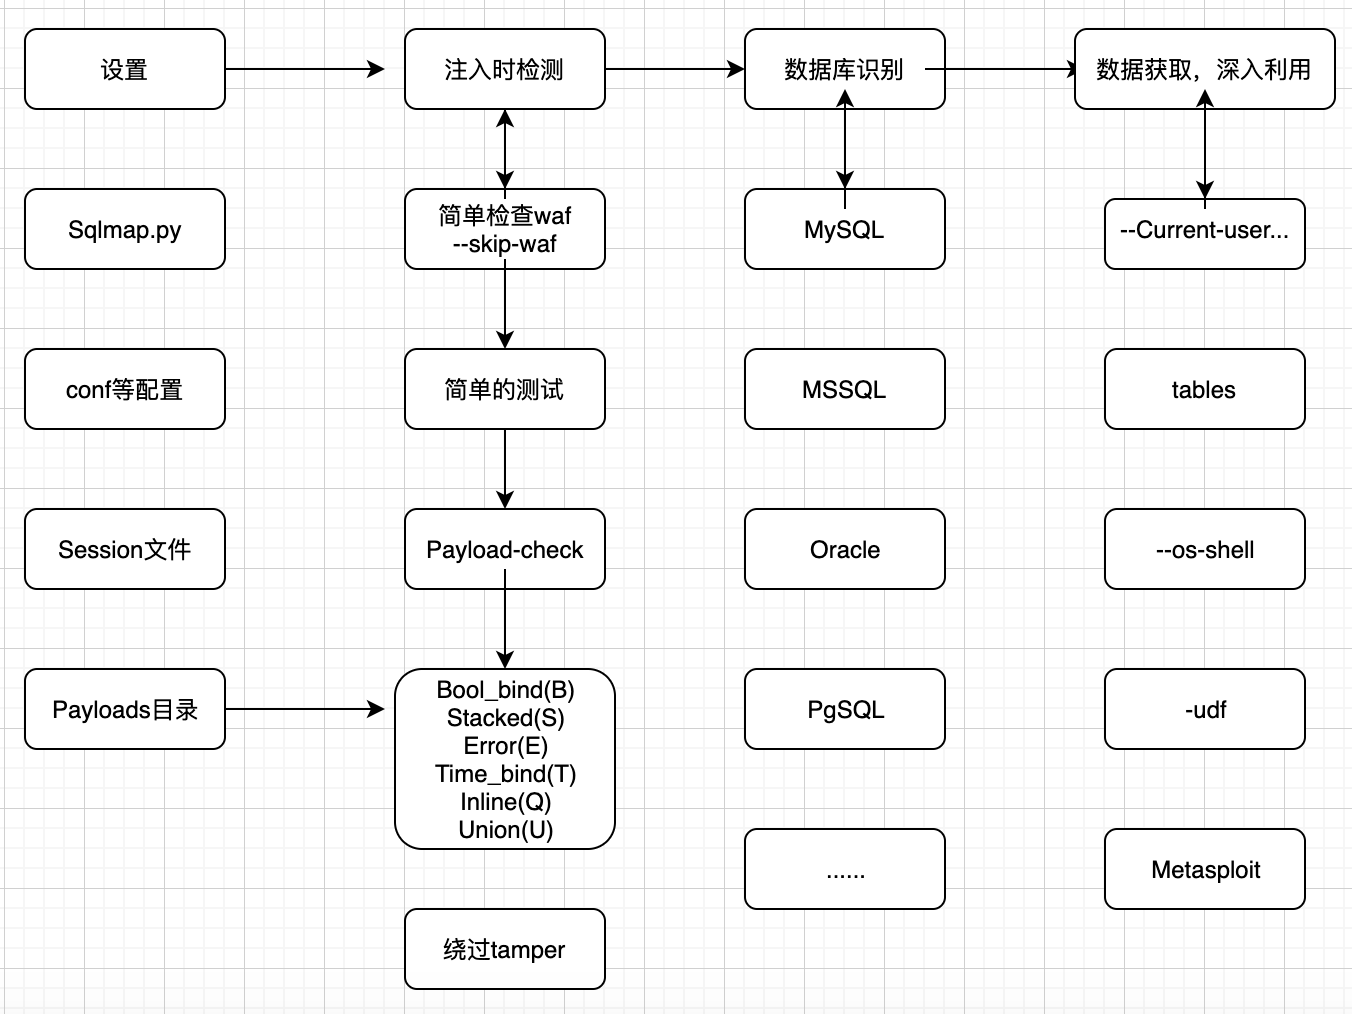 设置
注入时检测
数据库识别
数据获取，深入利用
Sqlmap.py
简单检查waf
--skip-waf
MySQL
--Current-user...
conf等配置
简单的测试
MSSQL
tables
Session文件
Payload-check
Oracle
--os-shell
Payloads目录
Bool_bind(B)
Stacked(S)
Error(E)
Time_bind(T)
Inline(Q)
Union(U)
PgSQL
-udf
......
Metasploit
绕过tamper